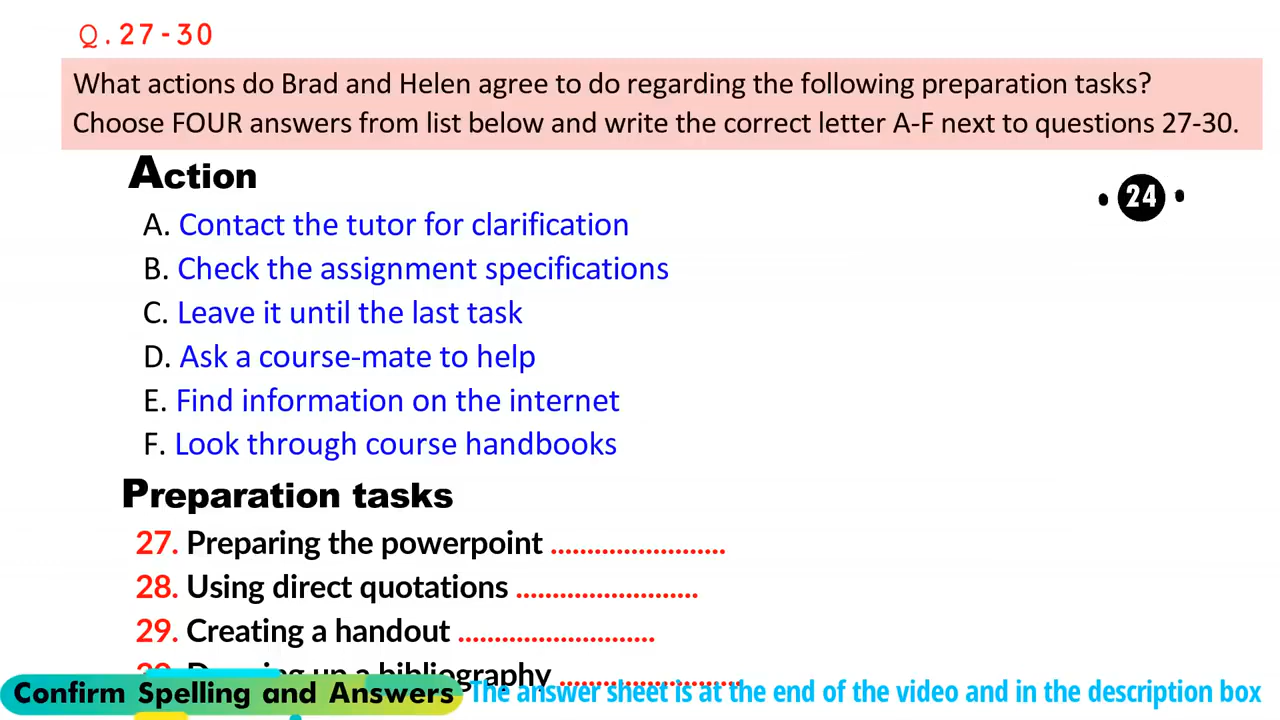 Q.27-30
What actions do Brad and Helen agree to do regarding the following preparation tasks?
Choose FOUR answers from list below and write the correct letter A-F next to questions 27-30.
Action
24
A. Contact the tutor for clarification
B. Check the assignment specifications
C. Leave it until the last task
D. Ask a course-mate to help
E. Find information on the internet
F. Look through course handbooks
Preparation tasks
27. Preparing the powerpoint ........................
28. Using direct quotations .........................
29. Creating a handout ...........................
up a bibliography .........................
Confirm Spelling and Answers The answer sheet is at the end of the video and in the description box